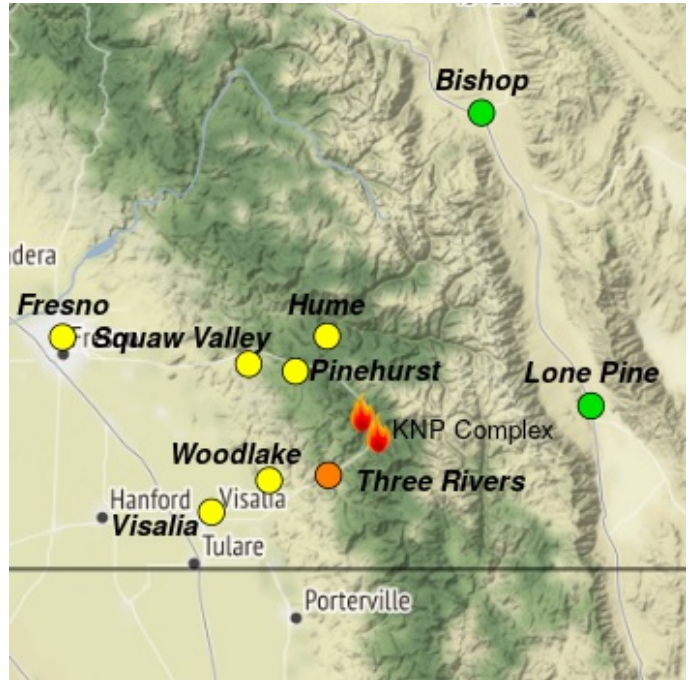 Bishop
dera
Fresno
Fres
Squaw Valley
Hume
Pinehurst
Lone Pine
KNP Complex
Woodlake
Three Rivers
Hanford
Visalia
Visalia
Tulare
Porterville